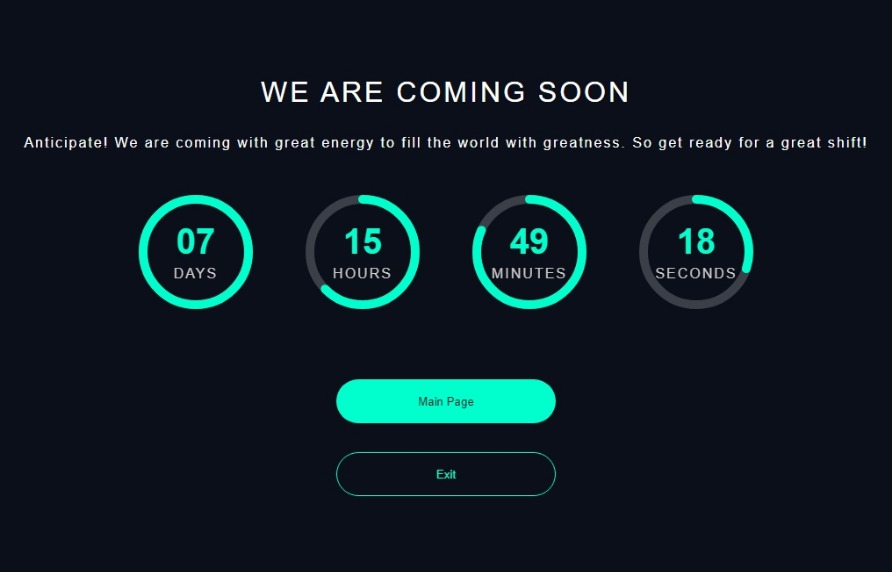 WE ARE COMING SOON
Anticipate! We are coming with great energy to fill the world with greatness. So get ready for a great shift!
07 15 49 18
DAYS HOURS MINUTES SECONDS
Main Page
Exit